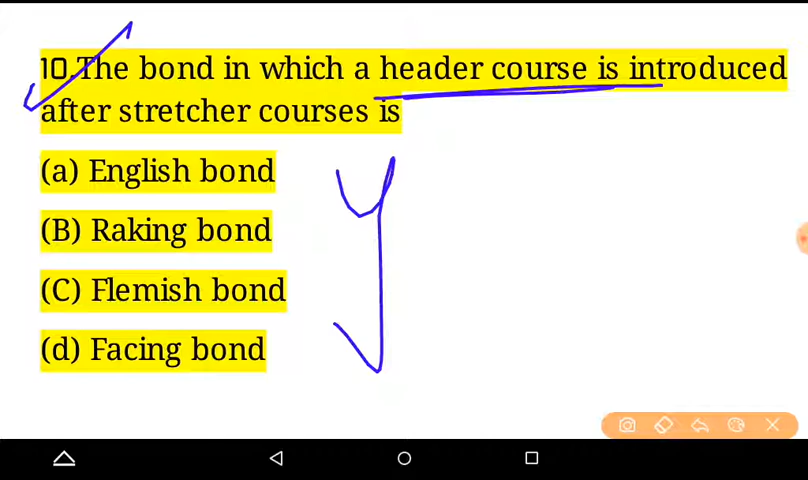 10.The bond in which a header course is introduced
after stretcher courses is
(a) English bond
(B) Raking bond
(C) Flemish bond
(d) Facing bond